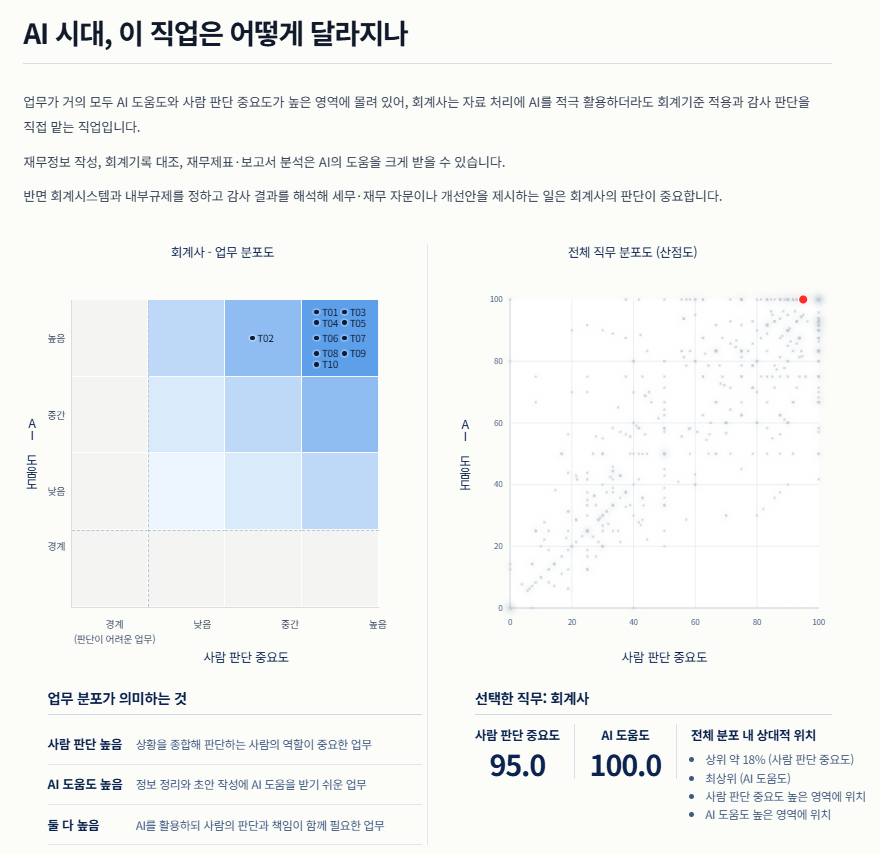 AI 시대, 이 직업은 어떻게 달라지나
업무가 거의 모두 AI 도움도와 사람 판단 중요도가 높은 영역에 몰려 있어, 회계사는 자료 처리에 AI를 적극 활용하더라도 회계기준 적용과 감사 판단을
직접 맡는 직업입니다.
재무정보 작성, 회계기록 대조, 재무제표·보고서 분석은 AI의 도움을 크게 받을 수 있습니다.
반면 회계시스템과 내부규제를 정하고 감사 결과를 해석해 세무·재무 자문이나 개선안을 제시하는 일은 회계사의 판단이 중요합니다.
회계사 - 업무 분포도
높음
중간
낮음
경계
AI 도움도
T02
T01 T03
T04 T05
T06 T07
T08 T09
T10
경계 낮음 중간 높음
(판단이 어려운 업무)
사람 판단 중요도
전체 직무 분포도 (산점도)
100
80
60
40
20
0
AI 도움도
0 20 40 60 80 100
사람 판단 중요도
업무 분포가 의미하는 것
사람 판단 높음 상황을 종합해 판단하는 사람의 역할이 중요한 업무
AI 도움도 높음 정보 정리와 초안 작성에 AI 도움을 받기 쉬운 업무
둘 다 높음 AI를 활용하되 사람의 판단과 책임이 함께 필요한 업무
선택한 직무: 회계사
사람 판단 중요도
95.0
AI 도움도
100.0
전체 분포 내 상대적 위치
상위 약 18% (사람 판단 중요도)
최상위 (AI 도움도)
사람 판단 중요도 높은 영역에 위치
AI 도움도 높은 영역에 위치